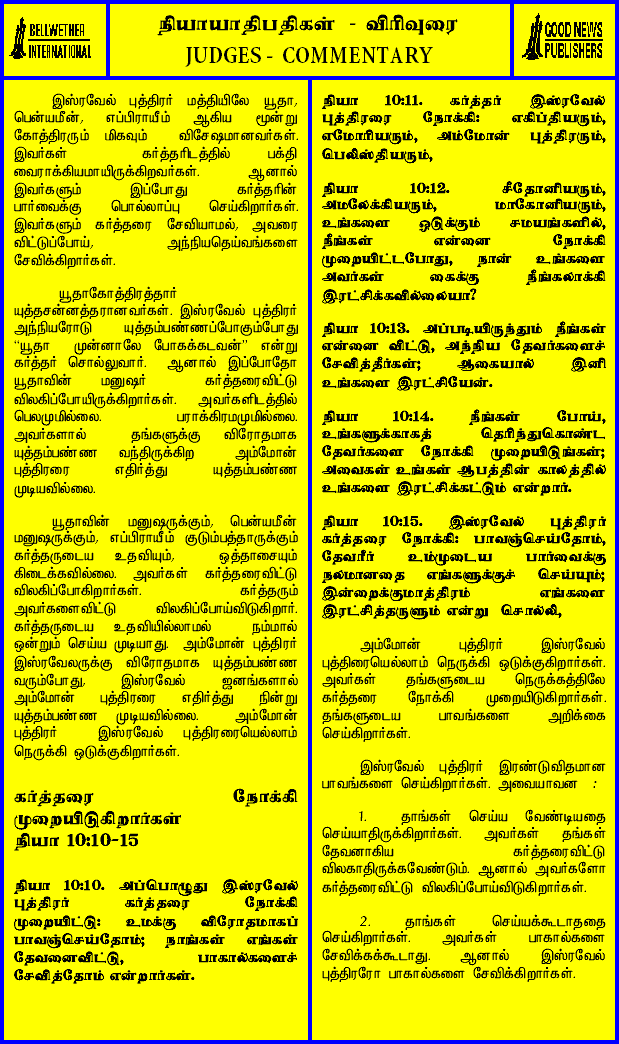 BELLWETHER
INTERNATIONAL
நியாயாதிபதிகள் - விரிவுரை
JUDGES - COMMENTARY
GOOD NEWS
PUBLISHERS
இஸ்ரவேல் புத்திரர் மத்தியிலே யூதா,
பென்யமீன், எப்பிராயீம் ஆகிய மூன்று
கோத்திரரும் மிகவும் விசேஷமானவர்கள்.
இவர்கள் கர்த்தரிடத்தில் பக்தி
வைராக்கியமாயிருக்கிறவர்கள். ஆனால்
இவர்களும் இப்போது கர்த்தரின்
பார்வைக்கு பொல்லாப்பு செய்கிறார்கள்.
இவர்களும் கர்த்தரை சேவியாமல், அவரை
விட்டுப்போய், அந்நியதெய்வங்களை
சேவிக்கிறார்கள்.
யூதாகோத்திரத்தார்
யுத்தசன்னத்தரானவர்கள். இஸ்ரவேல் புத்திரர்
அந்நியரோடு யுத்தம்பண்ணப்போகும்போது
“யூதா முன்னாலே போகக்கடவன்” என்று
கர்த்தர் சொல்லுவார். ஆனால் இப்போதோ
யூதாவின் மனுஷர் கர்த்தரைவிட்டு
விலகிப்போயிருக்கிறார்கள். அவர்களிடத்தில்
பெலமுமில்லை. பராக்கிரமமுமில்லை.
அவர்களால் தங்களுக்கு விரோதமாக
யுத்தம்பண்ண வந்திருக்கிற அம்மோன்
புத்திரரை எதிர்த்து யுத்தம்பண்ண
முடியவில்லை.
யூதாவின் மனுஷருக்கும், பென்யமீன்
மனுஷருக்கும், எப்பிராயீம் குடும்பத்தாருக்கும்
கர்த்தருடைய உதவியும், ஒத்தாசையும்
கிடைக்கவில்லை. அவர்கள் கர்த்தரைவிட்டு
விலகிப்போகிறார்கள். கர்த்தரும்
அவர்களைவிட்டு விலகிப்போய்விடுகிறார்.
கர்த்தருடைய உதவியில்லாமல் நம்மால்
ஒன்றும் செய்ய முடியாது. அம்மோன் புத்திரர்
இஸ்ரவேலருக்கு விரோதமாக யுத்தம்பண்ண
வரும்போது, இஸ்ரவேல் ஜனங்களால்
அம்மோன் புத்திரரை எதிர்த்து நின்று
யுத்தம்பண்ண முடியவில்லை. அம்மோன்
புத்திரர் இஸ்ரவேல் புத்திரரையெல்லாம்
நெருக்கி ஒடுக்குகிறார்கள்.
கர்த்தரை நோக்கி
முறையிடுகிறார்கள்
நியா 10:10-15
நியா 10:10. அப்பொழுது இஸ்ரவேல்
புத்திரர் கர்த்தரை நோக்கி
முறையிட்டு: உமக்கு விரோதமாகப்
பாவஞ்செய்தோம்; நாங்கள் எங்கள்
தேவனைவிட்டு, பாகால்களைச்
சேவித்தோம் என்றார்கள்.
நியா 10:11. கர்த்தர் இஸ்ரவேல்
புத்திரரை நோக்கி: எகிப்தியரும்,
எமோரியரும், அம்மோன் புத்திரரும்,
பெலிஸ்தியரும்,
நியா 10:12. சீதோனியரும்,
அமலேக்கியரும், மாகோனியரும்,
உங்களை ஒடுக்கும் சமயங்களில்,
நீங்கள் என்னை நோக்கி
முறையிட்டபோது, நான் உங்களை
அவர்கள் கைக்கு நீங்கலாக்கி
இரட்சிக்கவில்லையா?
நியா 10:13. அப்படியிருந்தும் நீங்கள்
என்னை விட்டு, அந்நிய தேவர்களைச்
சேவித்தீர்கள்; ஆகையால் இனி
உங்களை இரட்சியேன்.
நியா 10:14. நீங்கள் போய்,
உங்களுக்காகத் தெரிந்துகொண்ட
தேவர்களை நோக்கி முறையிடுங்கள்;
அவைகள் உங்கள் ஆபத்தின் காலத்தில்
உங்களை இரட்சிக்கட்டும் என்றார்.
நியா 10:15. இஸ்ரவேல் புத்திரர்
கர்த்தரை நோக்கி: பாவஞ்செய்தோம்,
தேவரீர் உம்முடைய பார்வைக்கு
நலமானதை எங்களுக்குச் செய்யும்;
இன்றைக்குமாத்திரம் எங்களை
இரட்சித்தருளும் என்று சொல்லி,
அம்மோன் புத்திரர் இஸ்ரவேல்
புத்திரையெல்லாம் நெருக்கி ஒடுக்குகிறார்கள்.
அவர்கள் தங்களுடைய நெருக்கத்திலே
கர்த்தரை நோக்கி முறையிடுகிறார்கள்.
தங்களுடைய பாவங்களை அறிக்கை
செய்கிறார்கள்.
இஸ்ரவேல் புத்திரர் இரண்டுவிதமான
பாவங்களை செய்கிறார்கள். அவையாவன :
1. தாங்கள் செய்ய வேண்டியதை
செய்யாதிருக்கிறார்கள். அவர்கள் தங்கள்
தேவனாகிய கர்த்தரைவிட்டு
விலகாதிருக்கவேண்டும். ஆனால் அவர்களோ
கர்த்தரைவிட்டு விலகிப்போய்விடுகிறார்கள்.
2. தாங்கள் செய்யக்கூடாததை
செய்கிறார்கள். அவர்கள் பாகால்களை
சேவிக்கக்கூடாது. ஆனால் இஸ்ரவேல்
புத்திரரோ பாகால்களை சேவிக்கிறார்கள்.